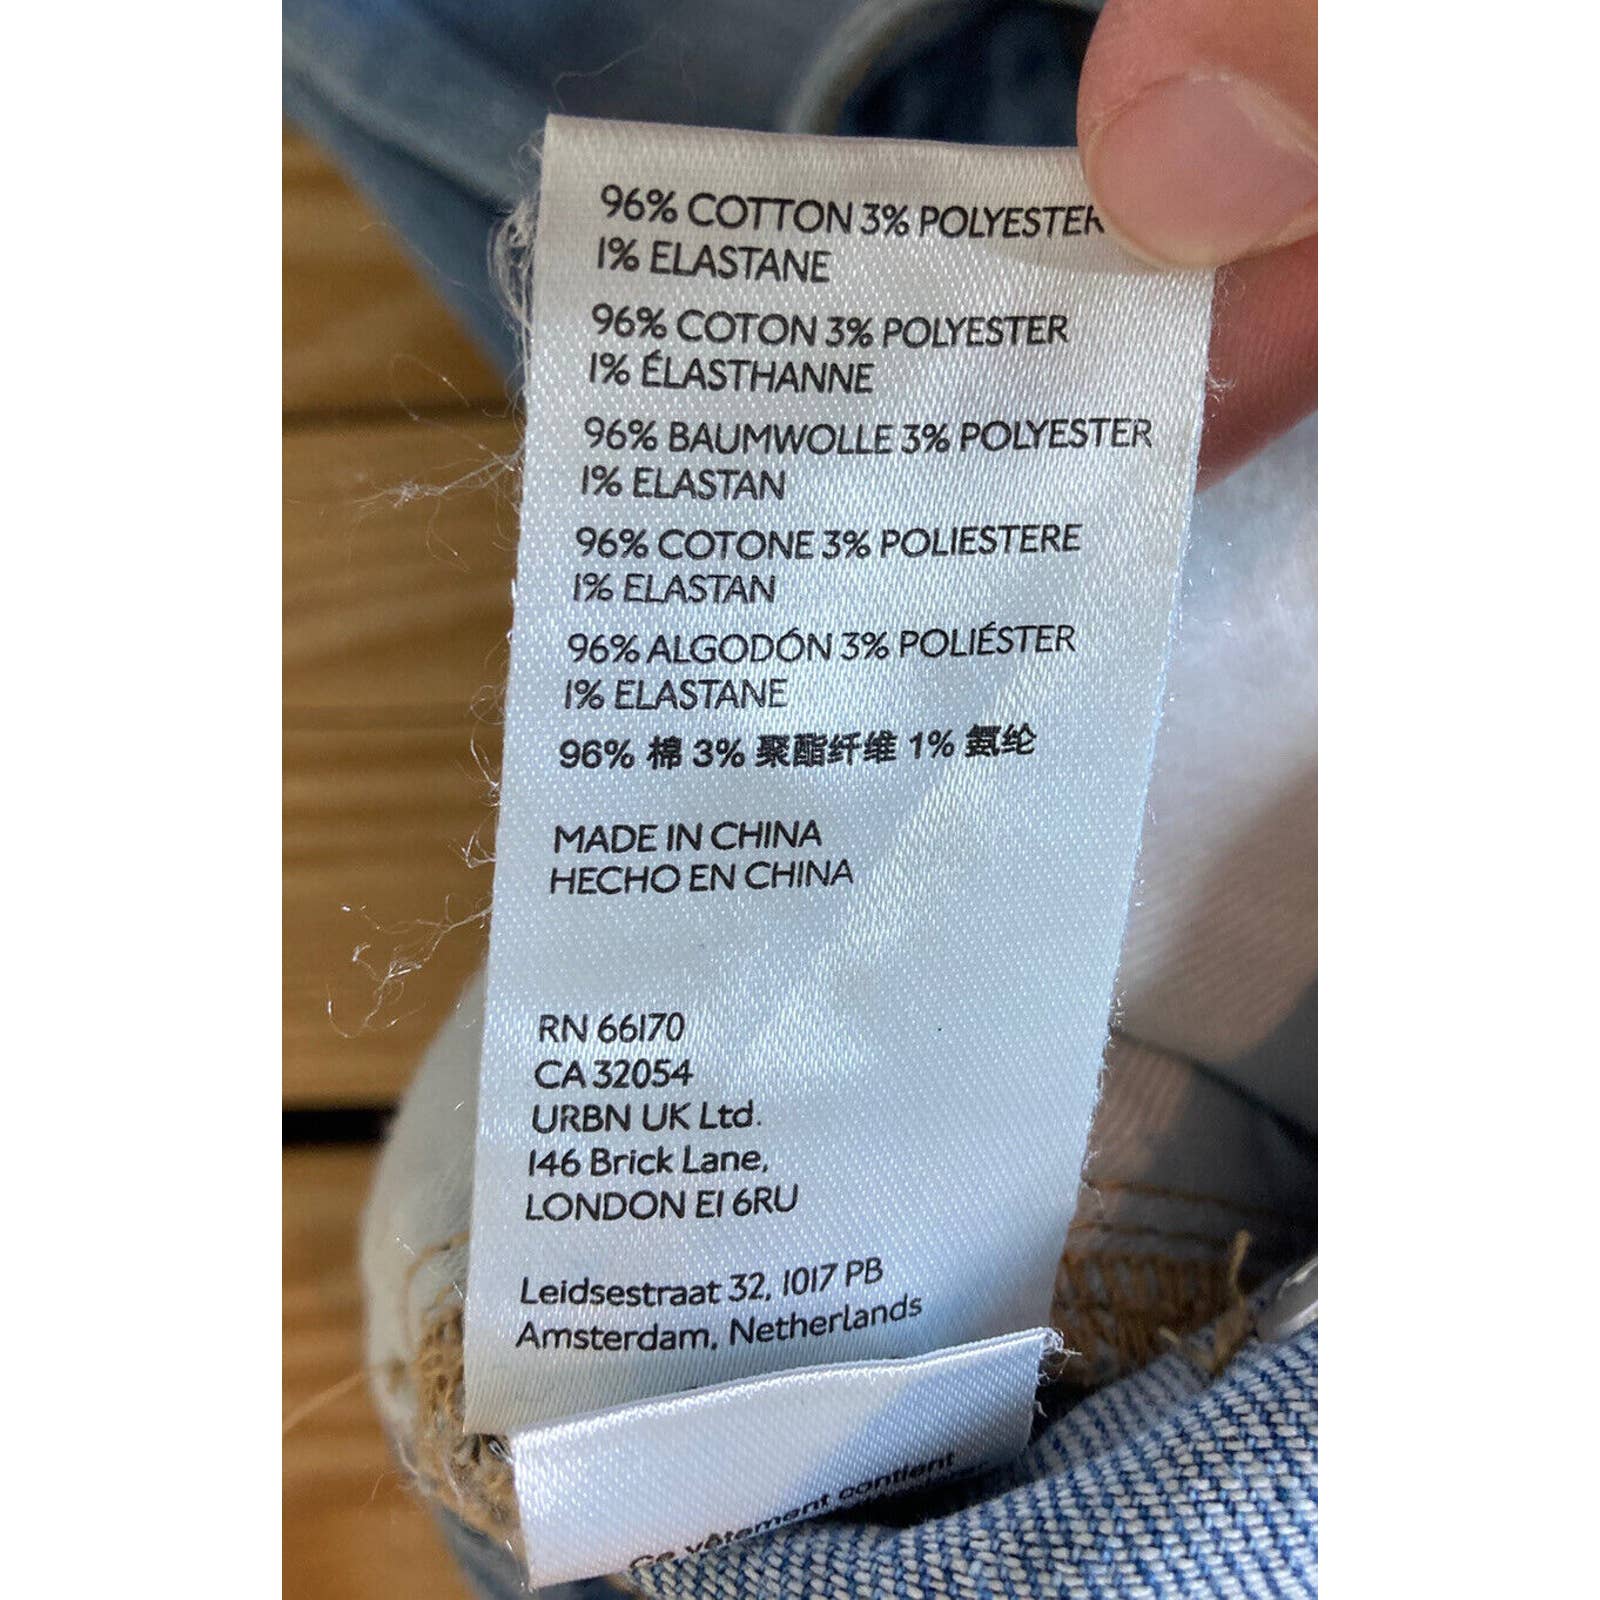 96% COTTON 3% POLYESTER
1% ELASTANE
96% COTON 3% POLYESTER
1% ÉLASTHANNE
96% BAUMWOLLE 3% POLYESTER
1% ELASTAN
96% COTONE 3% POLIESTERE
1% ELASTAN
96% ALGODÓN 3% POLIÉSTER
1% ELASTANE
96% 棉 3% 聚酯纤维 1% 氨纶
MADE IN CHINA
HECHO EN CHINA
RN 66170
CA 32054
URBN UK Ltd.
146 Brick Lane,
LONDON E1 6RU
Leidsestraat 32, 1017 PB
Amsterdam, Netherlands
Ce vêtement contient